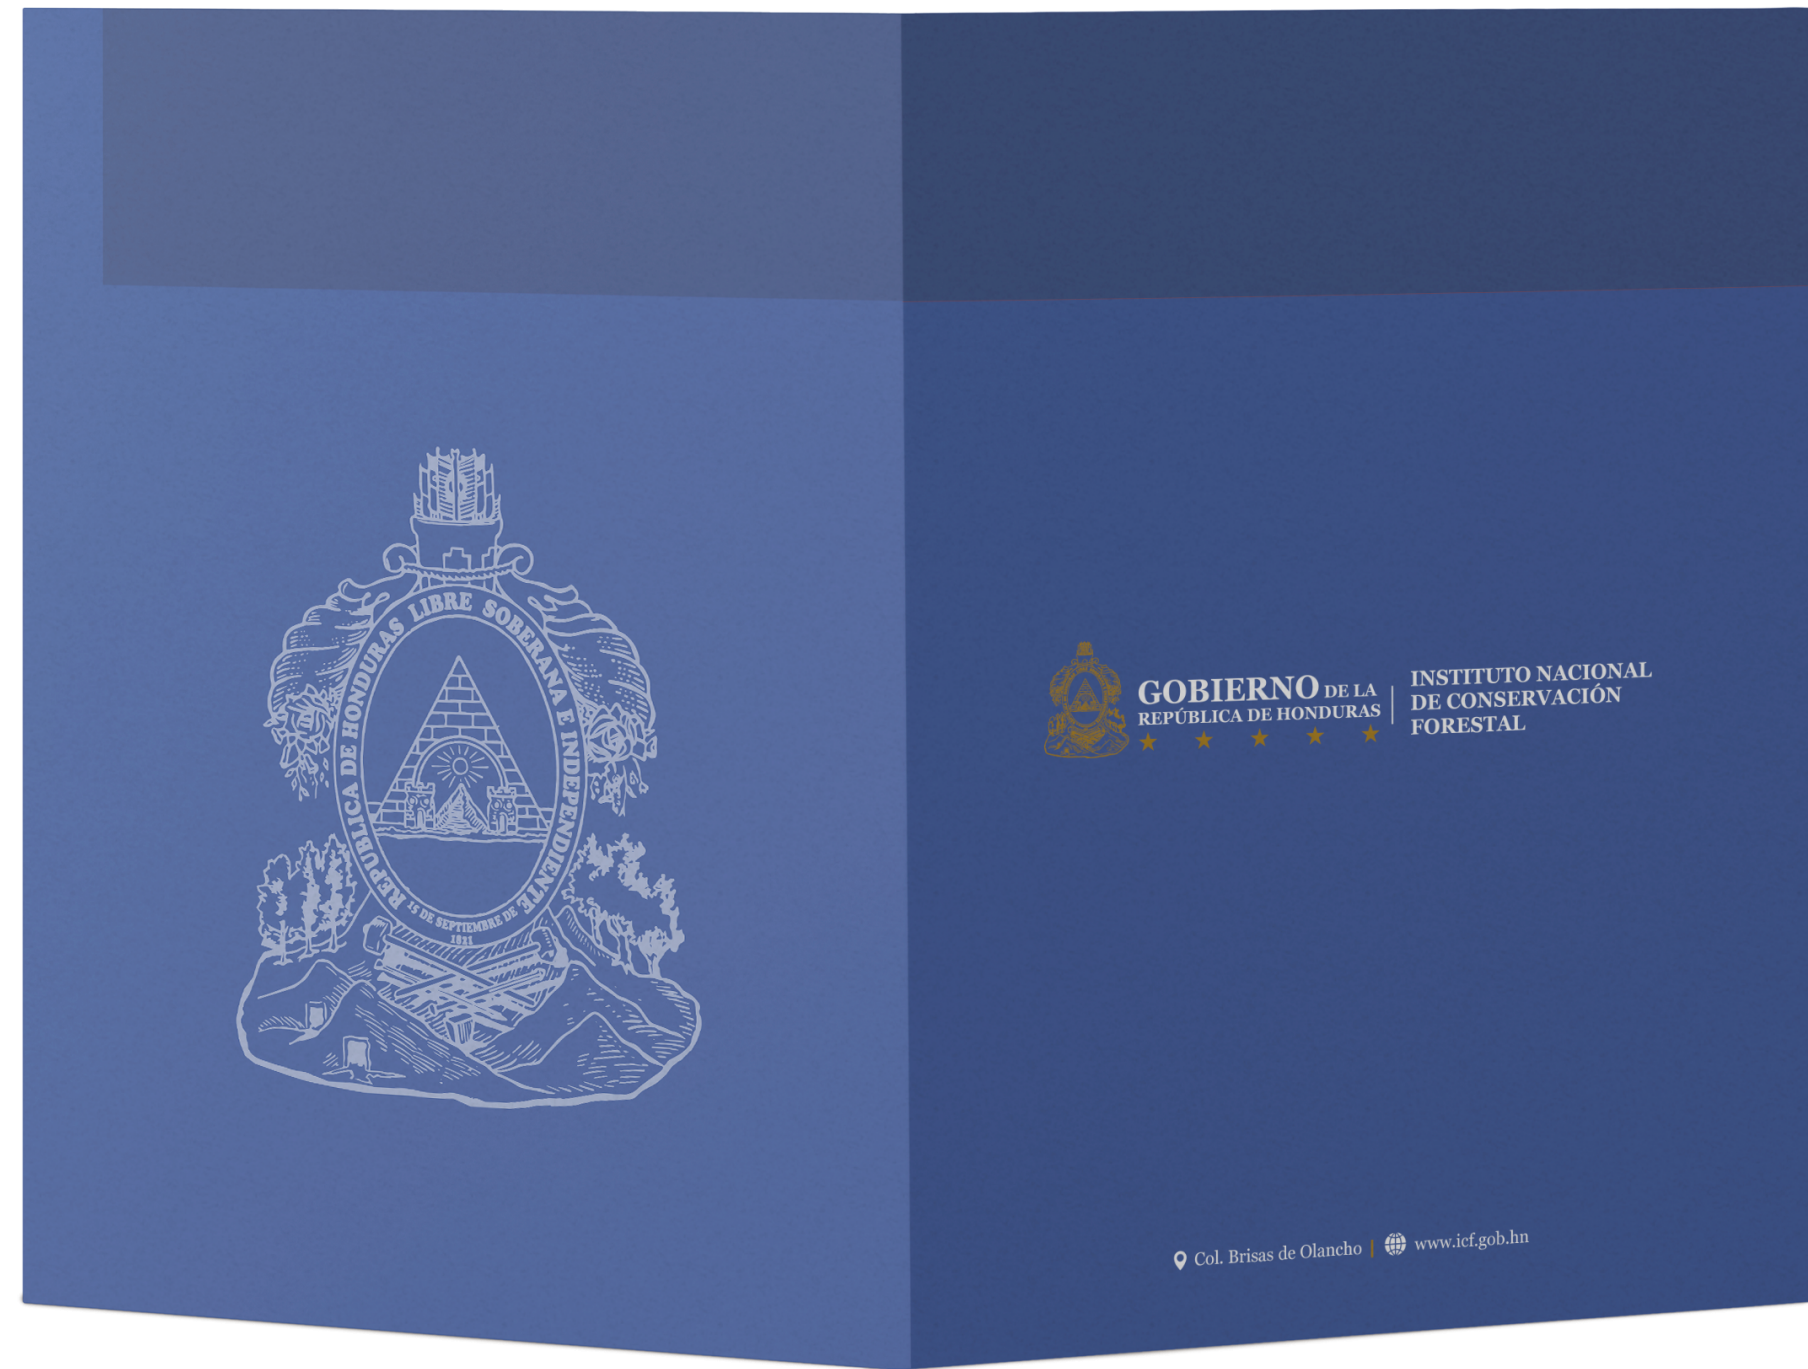 REPUBLICA DE HONDURAS LIBRE SOBERANA E INDEPENDIENTE
15 DE SEPTIEMBRE DE
1821
GOBIERNO DE LA
REPÚBLICA DE HONDURAS
INSTITUTO NACIONAL
DE CONSERVACIÓN
FORESTAL
Col. Brisas de Olancho | www.icf.gob.hn